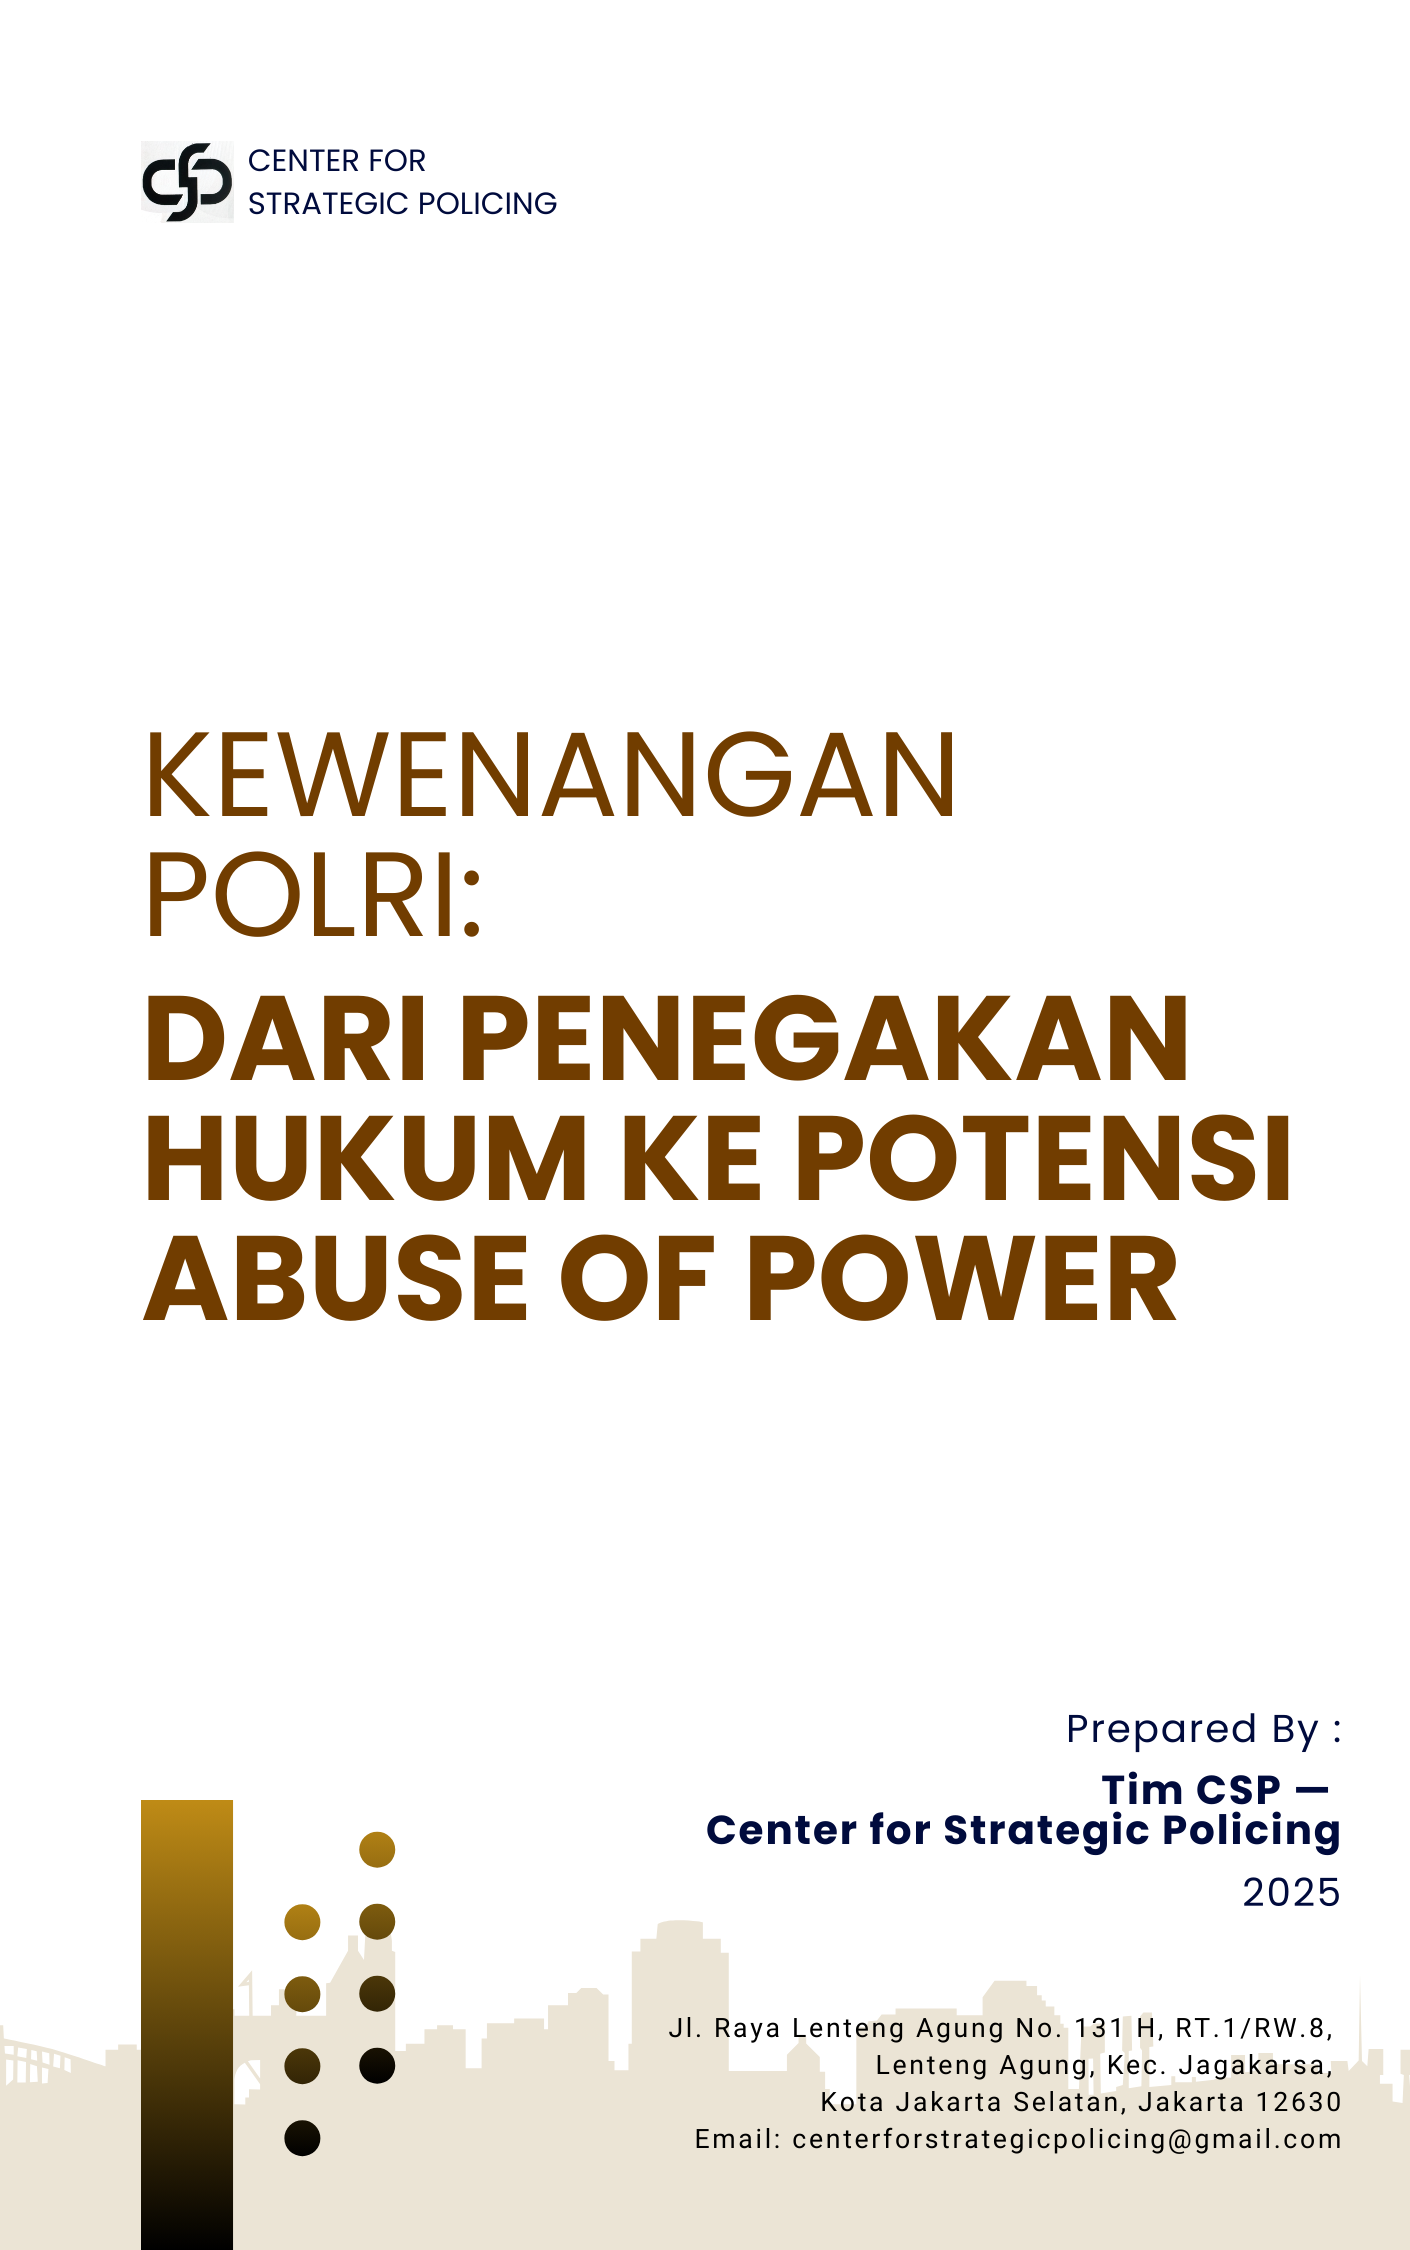 CENTER FOR
STRATEGIC POLICING
KEWENANGAN
POLRI:
DARI PENEGAKAN
HUKUM KE POTENSI
ABUSE OF POWER
Prepared By :
Tim CSP —
Center for Strategic Policing
2025
Jl. Raya Lenteng Agung No. 131 H, RT.1/RW.8,
Lenteng Agung, Kec. Jagakarsa,
Kota Jakarta Selatan, Jakarta 12630
Email: centerforstrategicpolicing@gmail.com